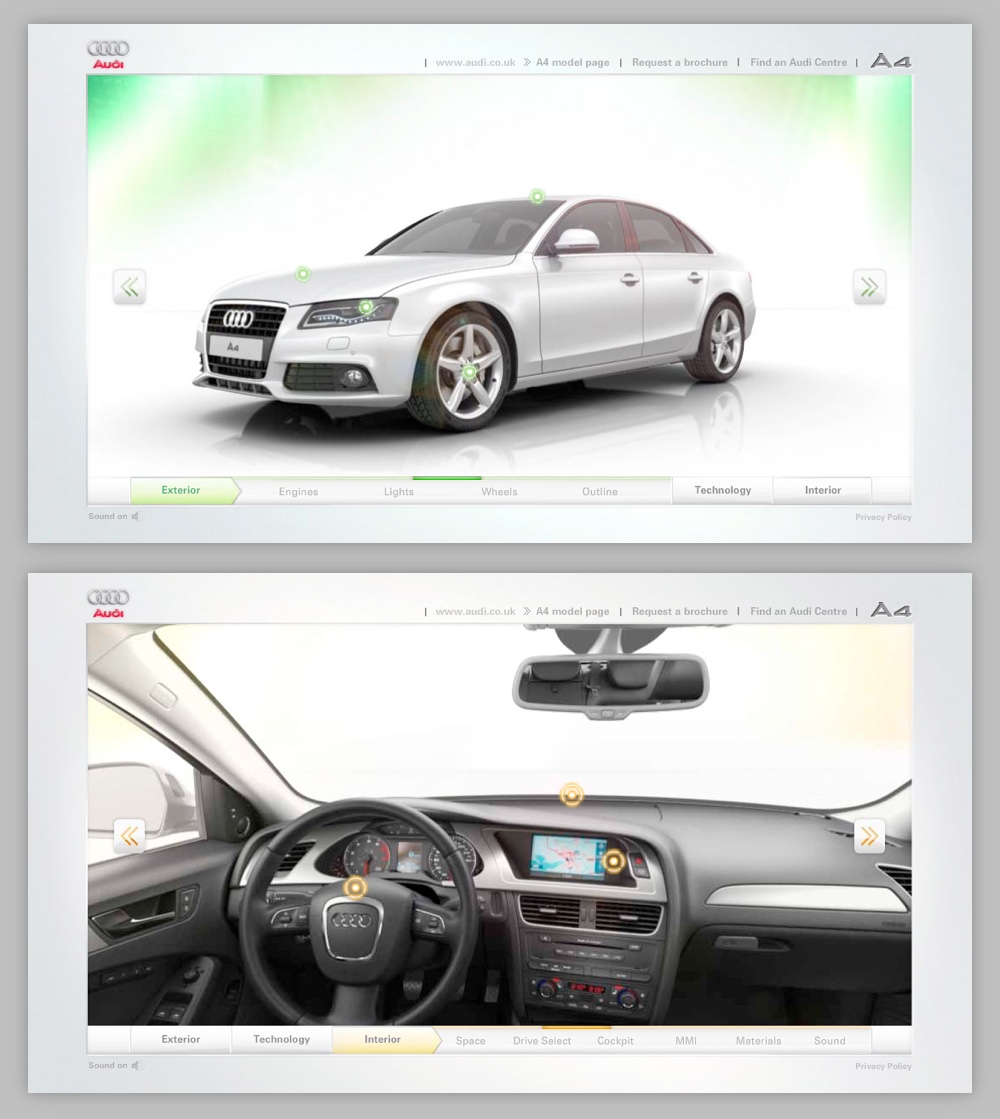 Audi
www.audi.co.uk >> A4 model page | Request a brochure | Find an Audi Centre | A4
A4
Exterior Engines Lights Wheels Outline Technology Interior
Sound on Privacy Policy
Audi
www.audi.co.uk >> A4 model page | Request a brochure | Find an Audi Centre | A4
Exterior Technology Interior Space Drive Select Cockpit MMI Materials Sound
Sound on Privacy Policy